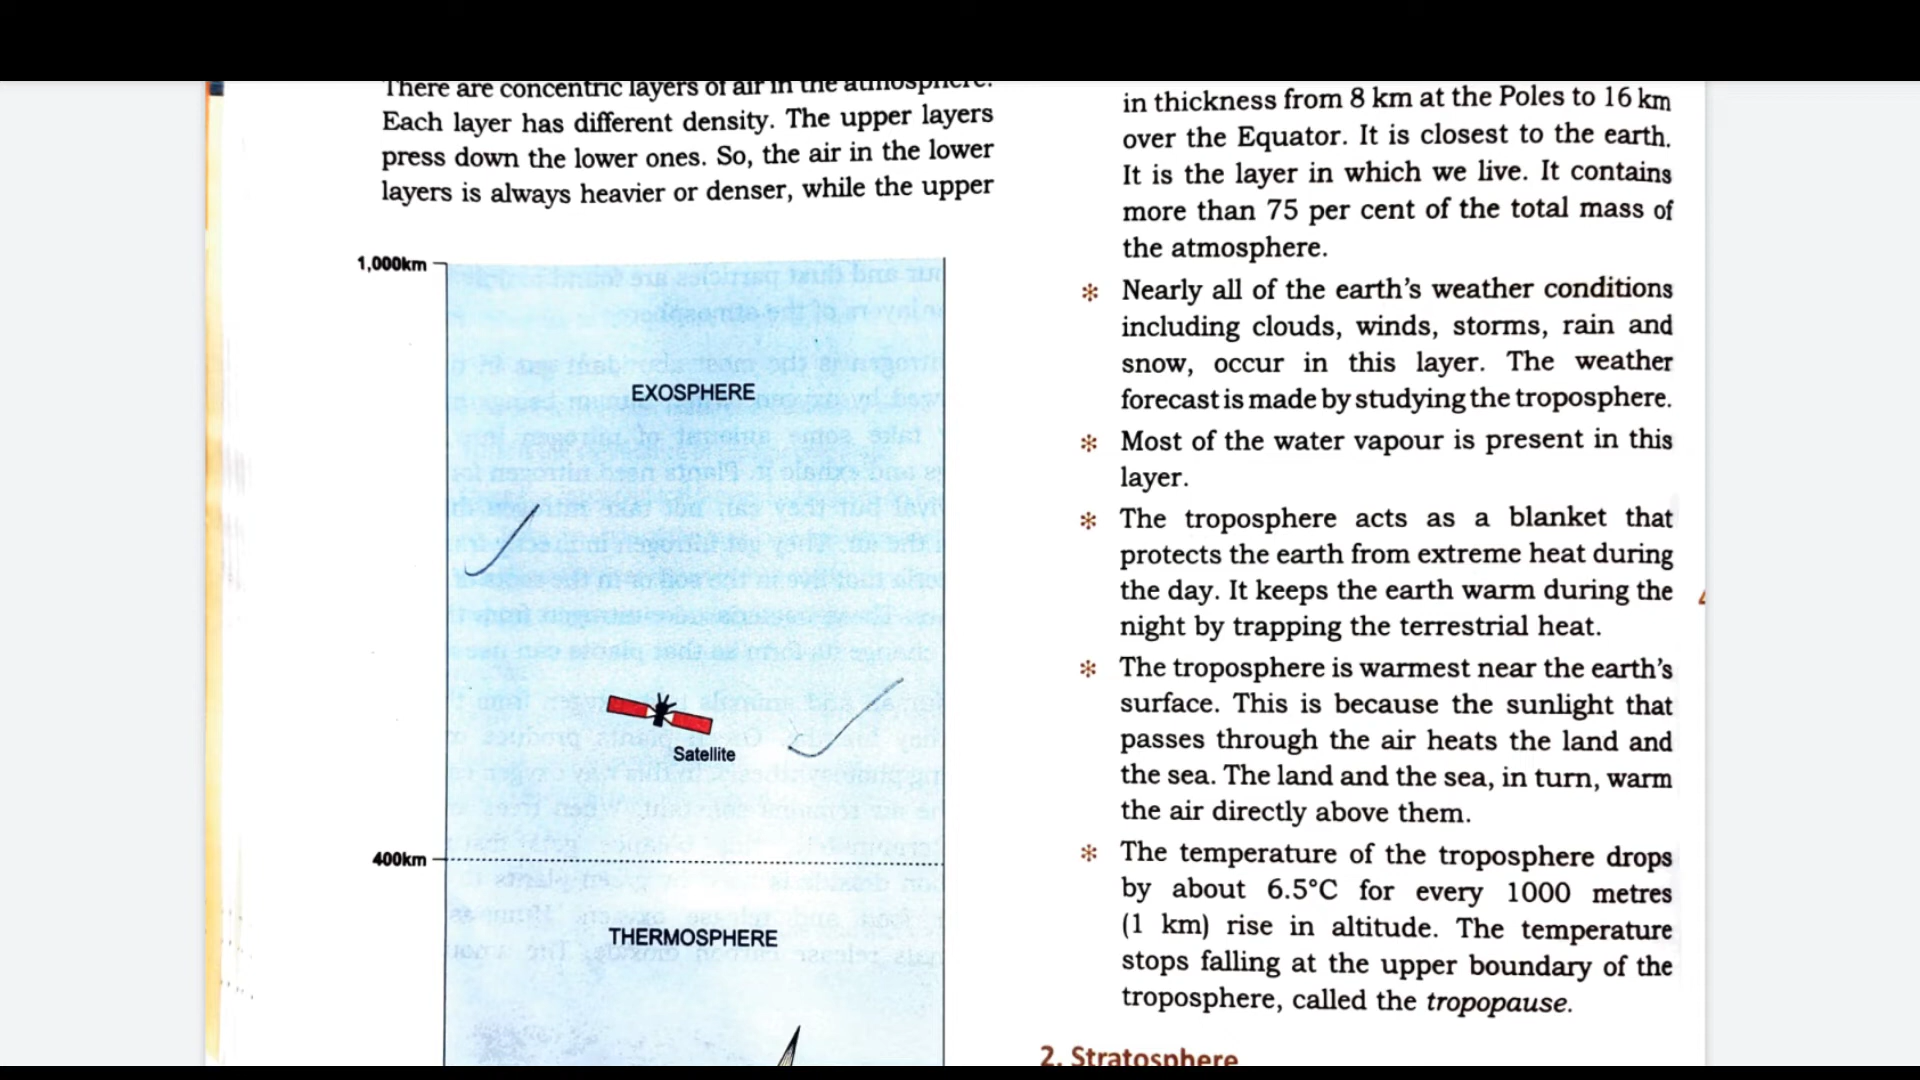 There are concentric layers of air in the atmosphere.
Each layer has different density. The upper layers
press down the lower ones. So, the air in the lower
layers is always heavier or denser, while the upper
1,000km
EXOSPHERE
Satellite
400km
THERMOSPHERE
in thickness from 8 km at the Poles to 16 km
over the Equator. It is closest to the earth.
It is the layer in which we live. It contains
more than 75 per cent of the total mass of
the atmosphere.
* Nearly all of the earth's weather conditions
including clouds, winds, storms, rain and
snow, occur in this layer. The weather
forecast is made by studying the troposphere.
* Most of the water vapour is present in this
layer.
* The troposphere acts as a blanket that
protects the earth from extreme heat during
the day. It keeps the earth warm during the
night by trapping the terrestrial heat.
* The troposphere is warmest near the earth's
surface. This is because the sunlight that
passes through the air heats the land and
the sea. The land and the sea, in turn, warm
the air directly above them.
* The temperature of the troposphere drops
by about 6.5°C for every 1000 metres
(1 km) rise in altitude. The temperature
stops falling at the upper boundary of the
troposphere, called the tropopause.
2. Stratosphere